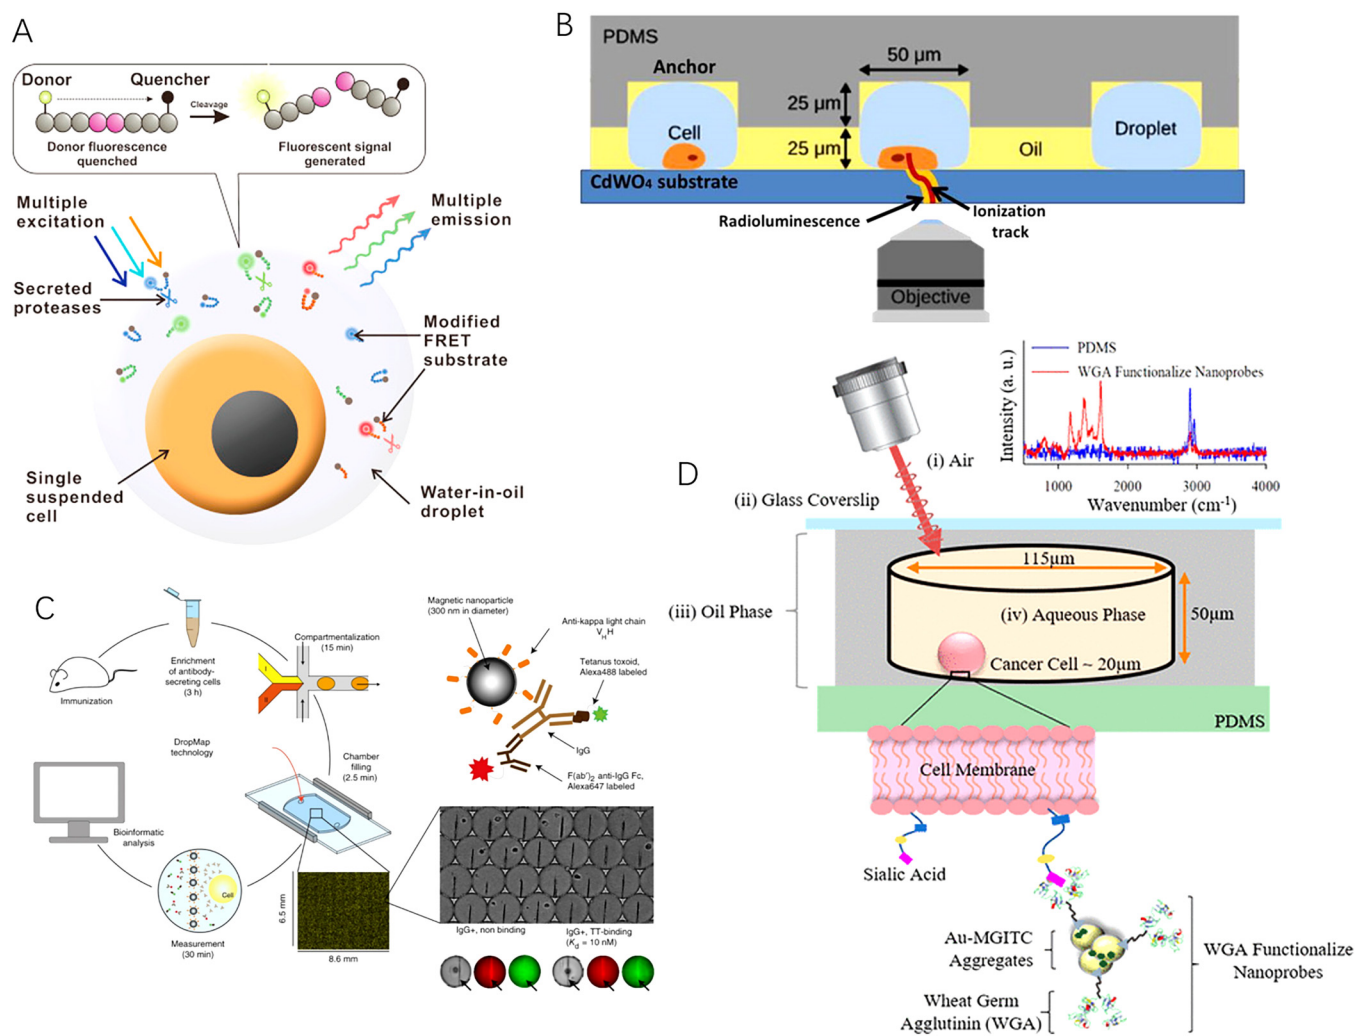 A
Donor
Quencher
Cleavage
Donor fluorescence
quenched
Fluorescent signal
generated
Multiple
excitation
Multiple
emission
Secreted
proteases
Modified
FRET
substrate
Single
suspended
cell
Water-in-oil
droplet
B
PDMS
Anchor
50 μm
25 μm
25 μm
Cell
Oil
Droplet
CdWO₄ substrate
Radioluminescence
Ionization
track
Objective
C
Immunization
Enrichment
of antibody-
secreting cells
(3 h)
Compartmentalization
(15 min)
I
II
DropMap
technology
Chamber
filling
(2.5 min)
Bioinformatic
analysis
Cell
Measurement
(30 min)
6.5 mm
8.6 mm
Magnetic nanoparticle
(300 nm in diameter)
Anti-kappa light chain
VHH
Tetanus toxoid,
Alexa488 labeled
IgG
F(ab′)₂ anti-IgG Fc,
Alexa647 labeled
IgG+, non binding
IgG+, TT-binding
(Kd = 10 nM)
D
PDMS
WGA Functionalize Nanoprobes
Intensity (a. u.)
1000
2000
3000
4000
Wavenumber (cm⁻¹)
(i) Air
(ii) Glass Coverslip
(iii) Oil Phase
115μm
(iv) Aqueous Phase
50μm
Cancer Cell ~ 20μm
PDMS
Cell Membrane
Sialic Acid
Au-MGITC
Aggregates
Wheat Germ
Agglutinin (WGA)
WGA Functionalize
Nanoprobes